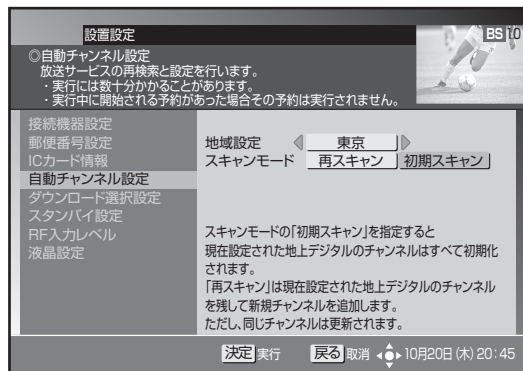 設置設定
BS 10
◎自動チャンネル設定
放送サービスの再検索と設定を行います。
・実行には数十分かかることがあります。
・実行中に開始される予約があった場合その予約は実行されません。
接続機器設定
郵便番号設定
ICカード情報
自動チャンネル設定
ダウンロード選択設定
スタンバイ設定
RF入力レベル
液晶設定
地域設定 東京
スキャンモード 再スキャン 初期スキャン
スキャンモードの「初期スキャン」を指定すると
現在設定された地上デジタルのチャンネルはすべて初期化
されます。
「再スキャン」は現在設定された地上デジタルのチャンネル
を残して新規チャンネルを追加します。
ただし、同じチャンネルは更新されます。
決定 実行 戻る 取消 10月20日(木) 20:45